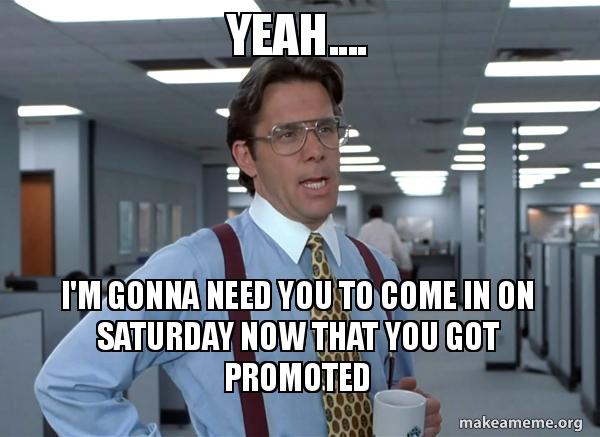 YEAH....
I'M GONNA NEED YOU TO COME IN ON
SATURDAY NOW THAT YOU GOT
PROMOTED
makeameme.org